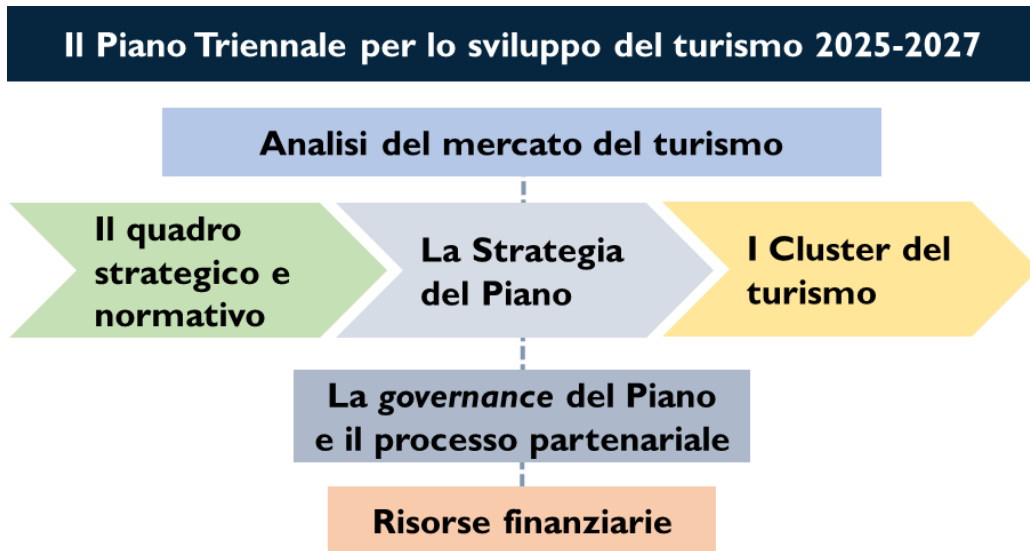 Il Piano Triennale per lo sviluppo del turismo 2025-2027
Analisi del mercato del turismo
Il quadro
strategico e
normativo
La Strategia
del Piano
I Cluster del
turismo
La governance del Piano
e il processo partenariale
Risorse finanziarie